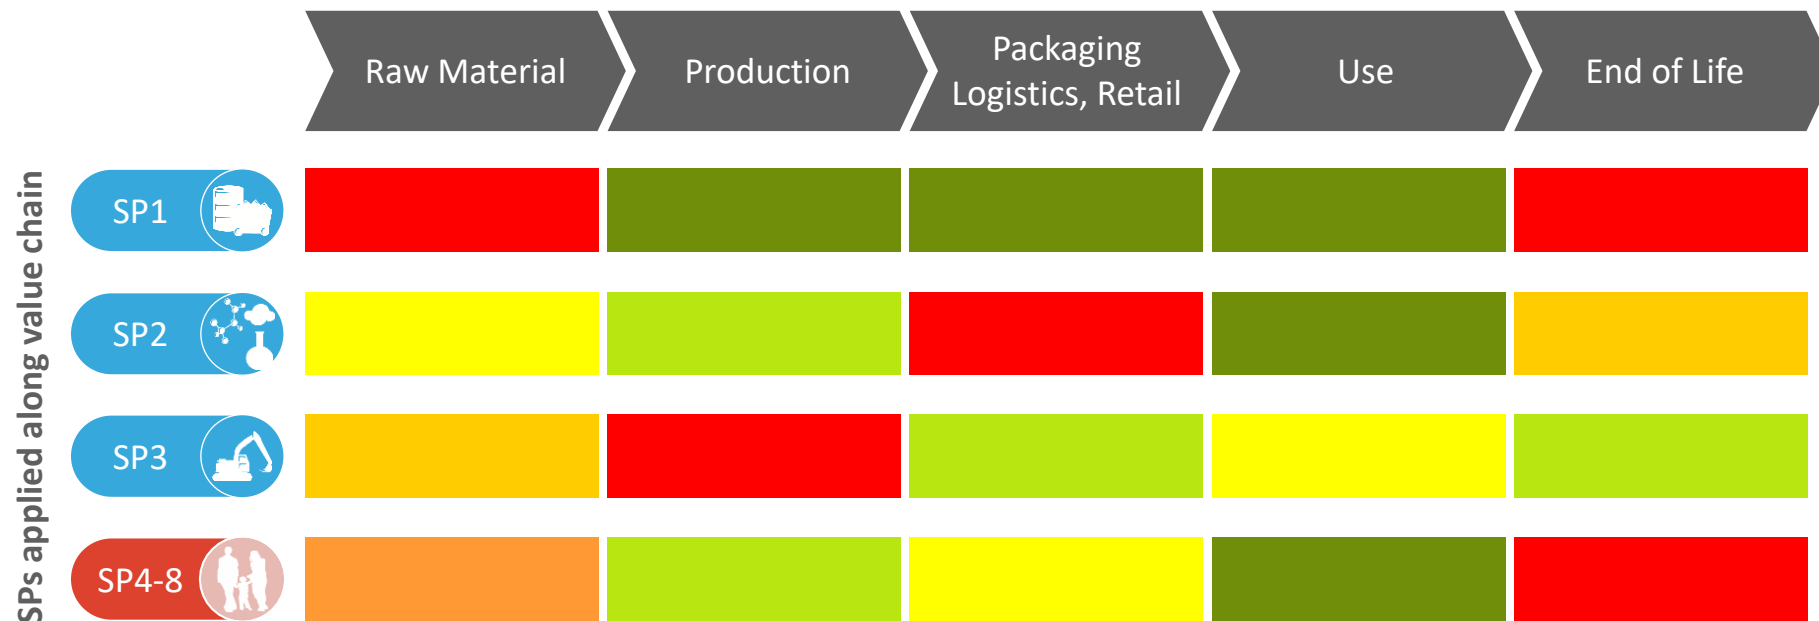 Raw Material
Production
Packaging
Logistics, Retail
Use
End of Life
SPs applied along value chain
SP1
SP2
SP3
SP4-8